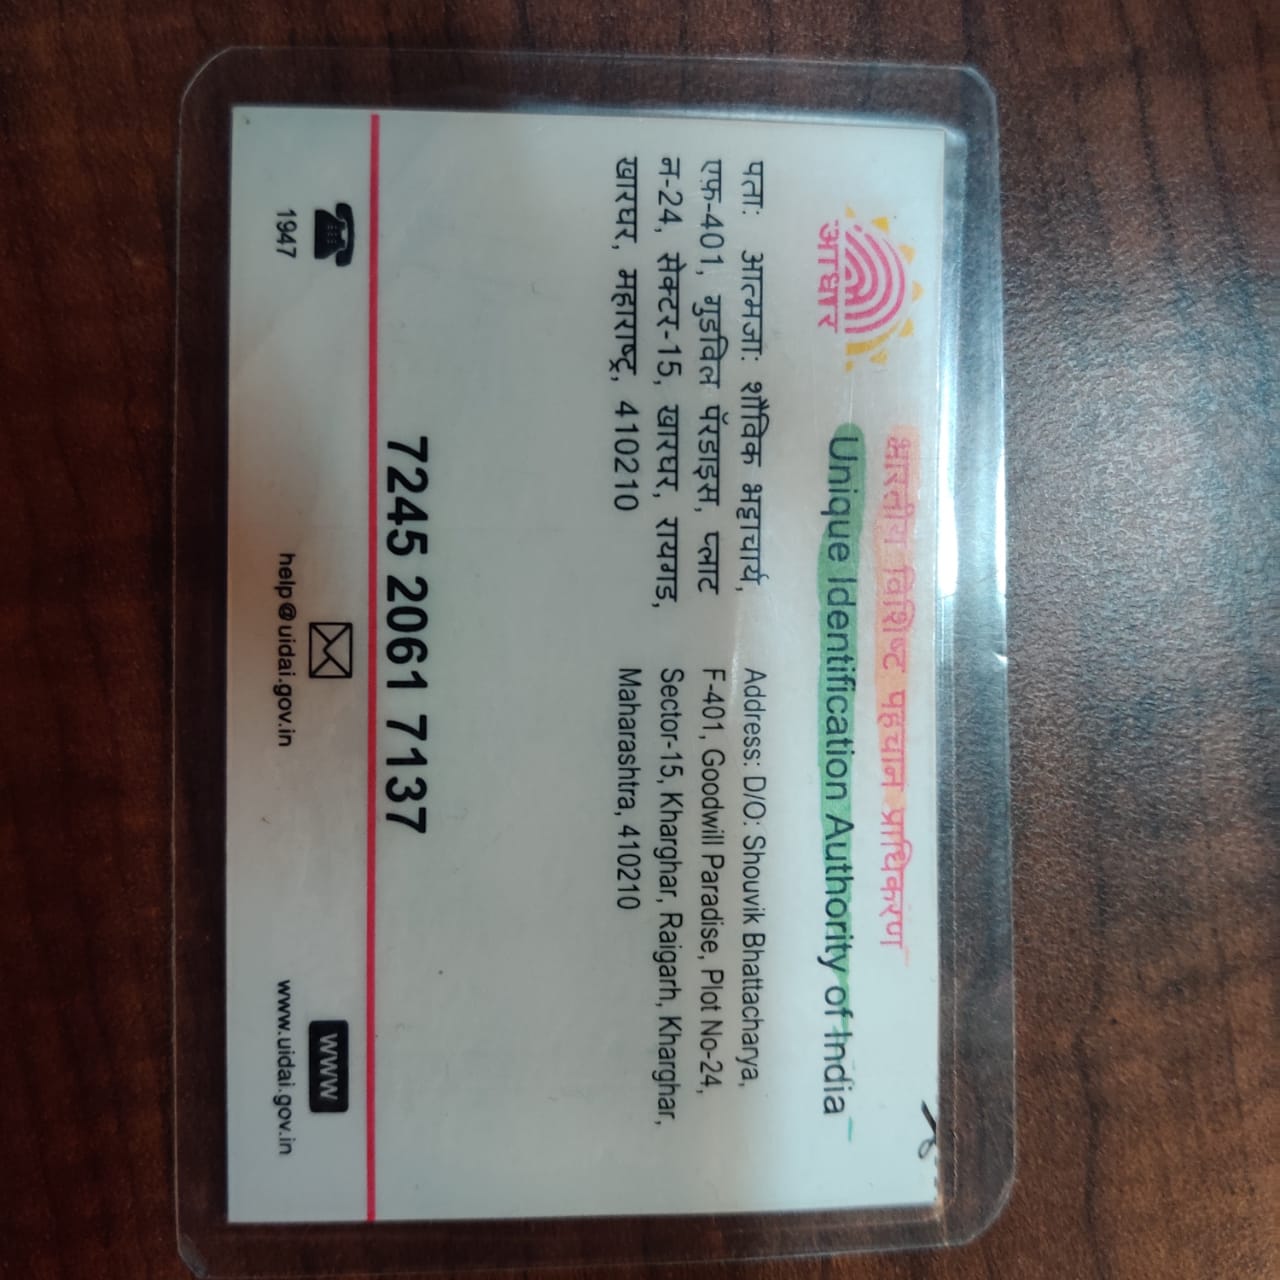 भारतीय विशिष्ट पहचान प्राधिकरण
Unique Identification Authority of India
आधार
पता: आत्मजा: शौविक भट्टाचार्य,
एफ़-401, गुडविल पॅरडाइस, प्लाट
न-24, सेक्टर-15, खारघर, रायगड,
खारघर, महाराष्ट्र, 410210
Address: D/O: Shouvik Bhattacharya,
F-401, Goodwill Paradise, Plot No-24,
Sector-15, Kharghar, Raigarh, Kharghar,
Maharashtra, 410210
7245 2061 7137
1947
help@uidai.gov.in
www
www.uidai.gov.in